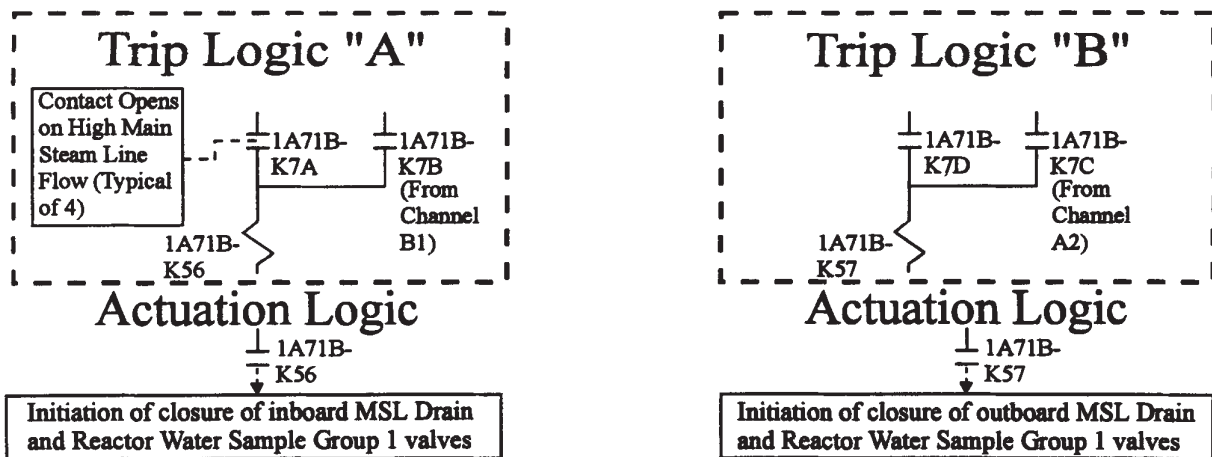 Trip Logic "A"
Contact Opens
on High Main
Steam Line
Flow (Typical
of 4)
1A71B-
K7A
1A71B-
K7B
(From
Channel
B1)
1A71B-
K56
Actuation Logic
1A71B-
K56
Initiation of closure of inboard MSL Drain
and Reactor Water Sample Group 1 valves
Trip Logic "B"
1A71B-
K7D
1A71B-
K7C
(From
Channel
A2)
1A71B-
K57
Actuation Logic
1A71B-
K57
Initiation of closure of outboard MSL Drain
and Reactor Water Sample Group 1 valves